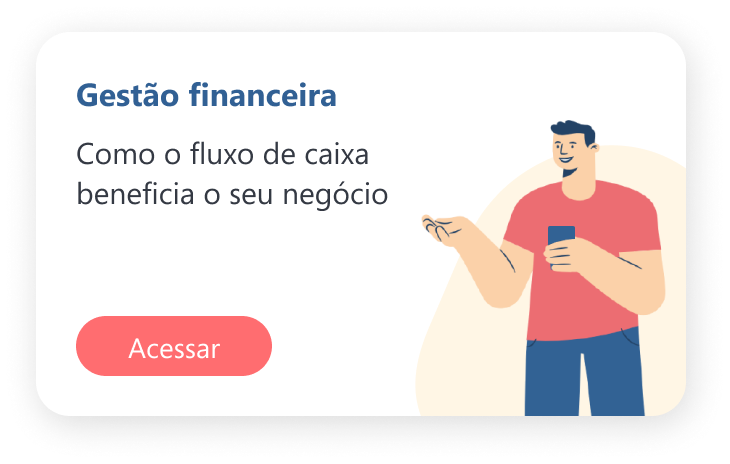 Gestão financeira
Como o fluxo de caixa
beneficia o seu negócio
Acessar